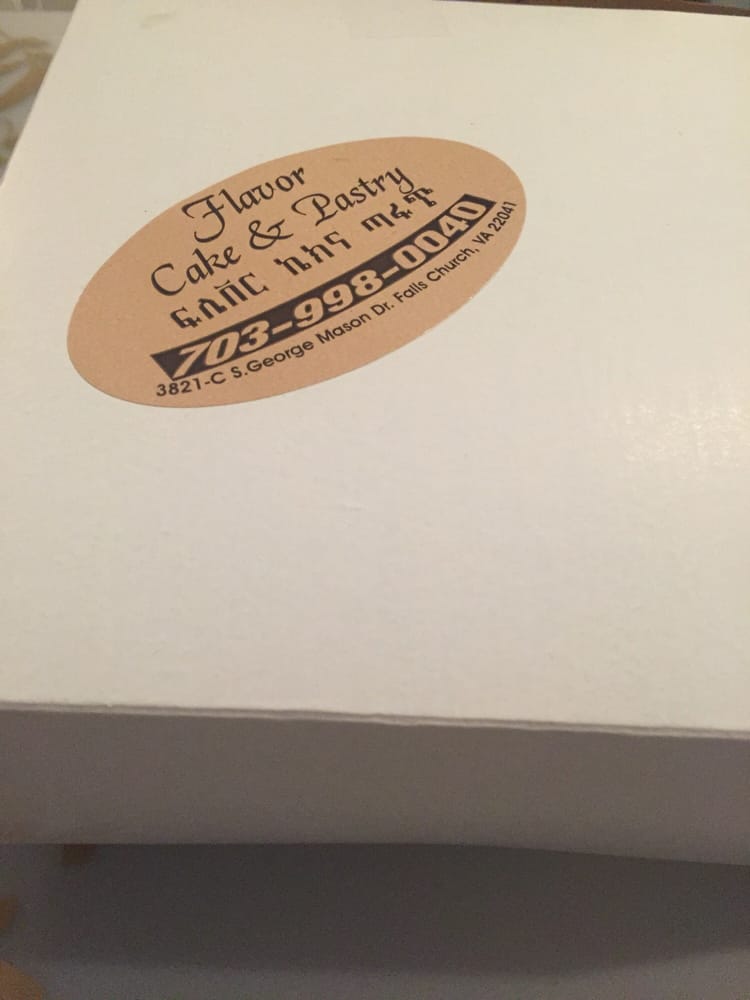 Flavor
Cake & Pastry
ፍሌቨር ኬክና ጣፋጭ
703-998-0040
3821-C S.George Mason Dr. Falls Church, VA 22041